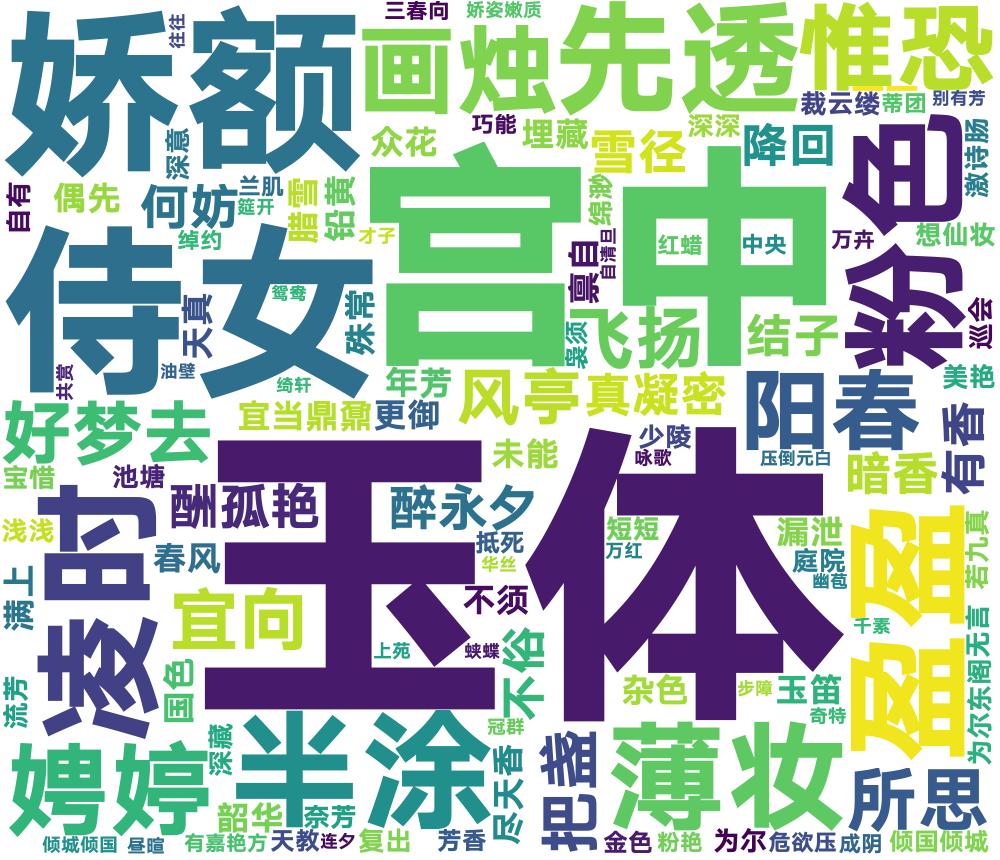 三春向
娇姿嫩质
往往
娇额
画烛
先透
惟恐
裁云缕
蒂团
别有芳
深意
众花
巧能
埋藏
雪径
深深
降回
粉色
激诗肠
自有
偶先
何妨
兰肌
筵开
绰约
腊雪
铅黄
才子
宫中
绵渺
红蜡
中央
万卉
想仙妆
侍女
天真
鸳鸯
殊常
禀自
自清旦
飞扬
袅须
结子
巡会
共赏
油壁
绮轩
年芳
风亭
真凝密
阳春
美艳
好梦去
宜当鼎鼐
更御
未能
少陵
咏歌
压倒元白
暗香
有香
宝惜
池塘
酬孤艳
醉永夕
玉体
浅浅
凌时
春风
抵死
华丝
短短
万红
漏泄
庭院
幽苞
盈盈
盈盈
若九真
满上
宜向
不须
上苑
蛱蝶
千素
为尔东阁无言
流芳
国色
不俗
杂色
步障
玉笛
奇特
娉婷
深藏
半涂
冠群
尽天香
把盏
薄妆
所思
韶华
奈芳
倾城倾国
昼暄
有嘉艳方
天教
连夕
复出
芳香
金色
粉艳
为尔
危欲压
成阴
倾国倾城